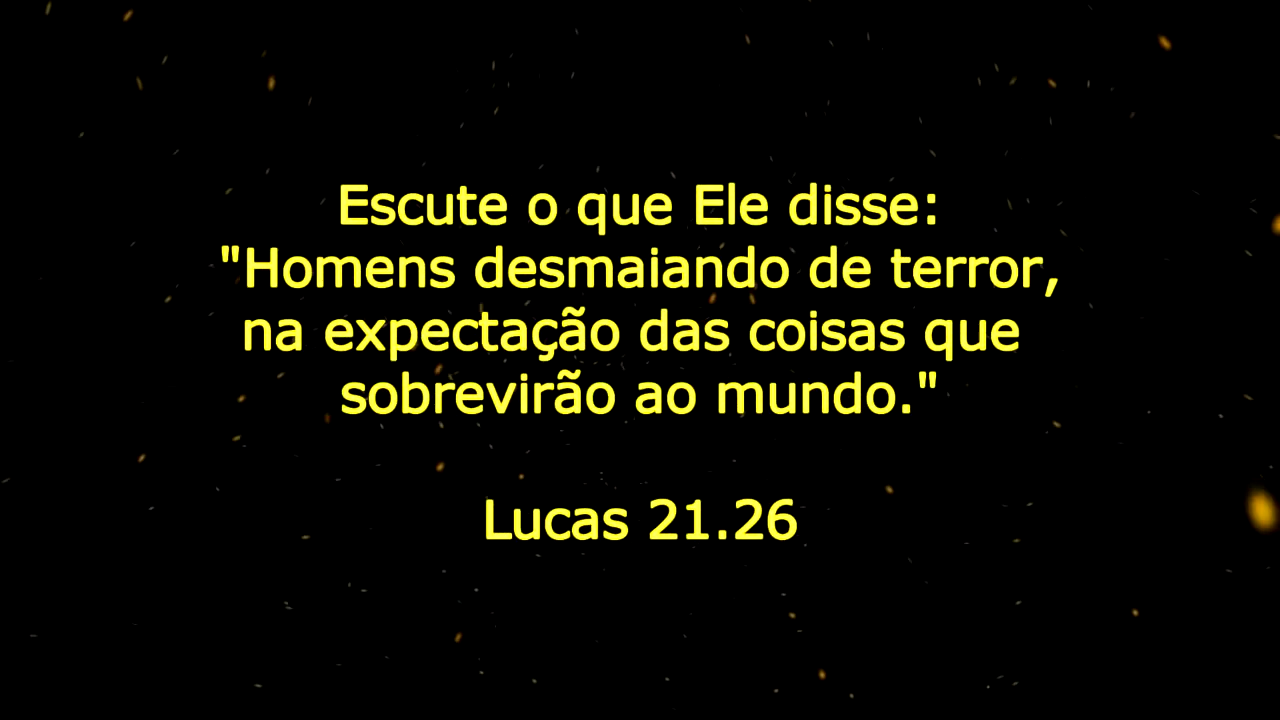 Escute o que Ele disse:
"Homens desmaiando de terror,
na expectação das coisas que
sobrevirão ao mundo."
Lucas 21.26